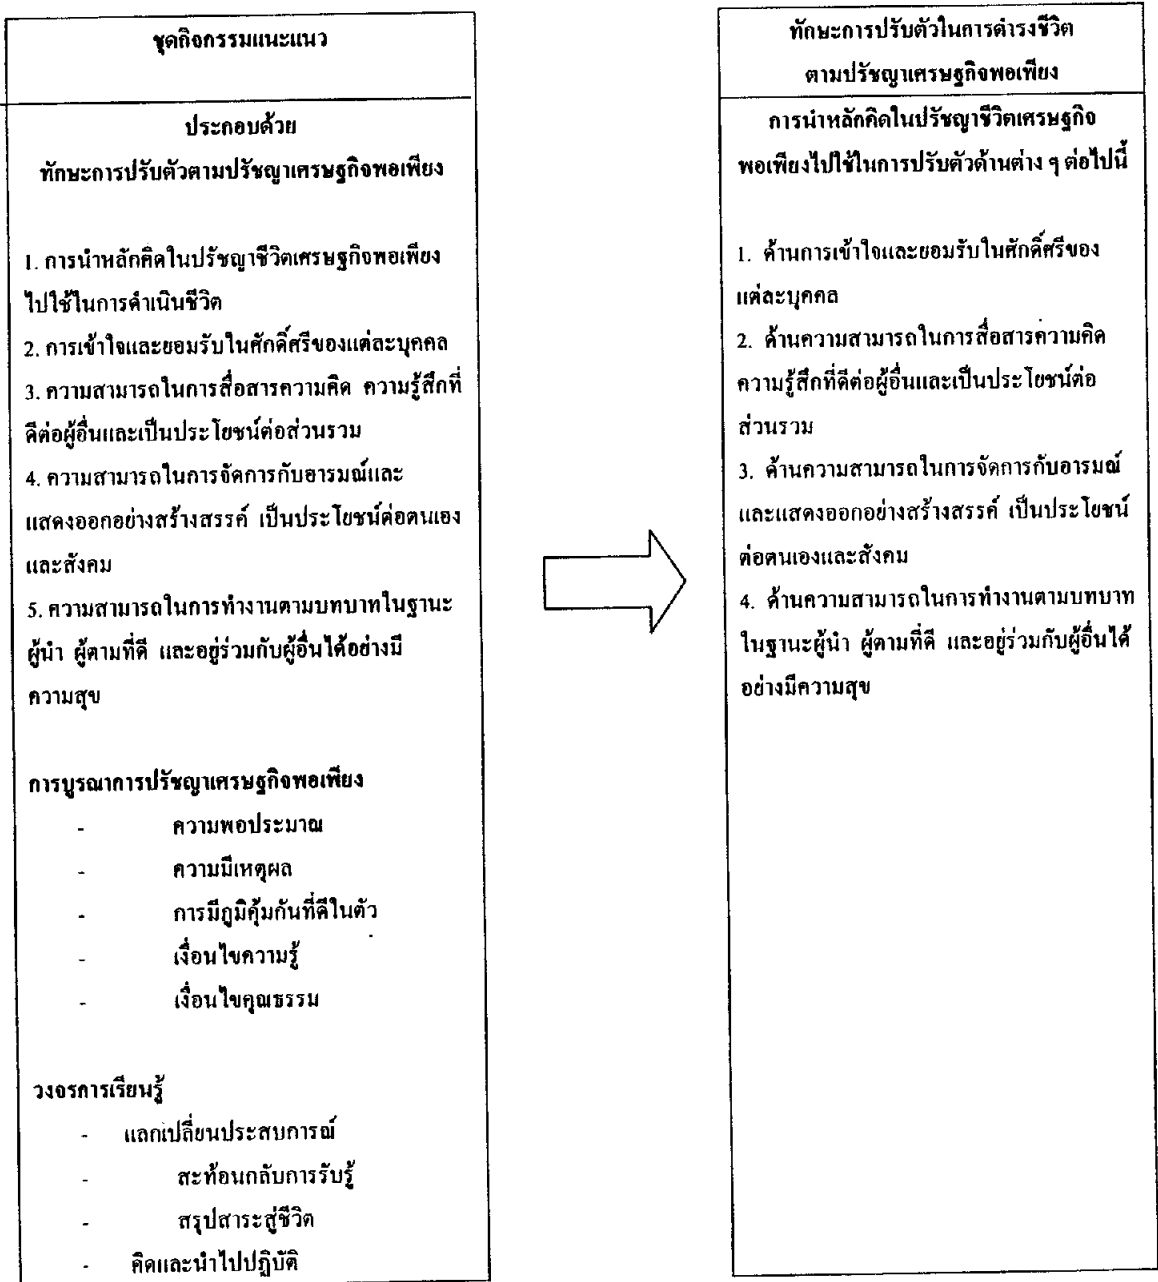 ชุดกิจกรรมแนะแนว
ประกอบด้วย
ทักษะการปรับตัวตามปรัชญาเศรษฐกิจพอเพียง
1. การนำหลักคิดในปรัชญาชีวิตเศรษฐกิจพอเพียง
ไปใช้ในการดำเนินชีวิต
2. การเข้าใจและยอมรับในศักดิ์ศรีของแต่ละบุคคล
3. ความสามารถในการสื่อสารความคิด ความรู้สึกที่
ดีต่อผู้อื่นและเป็นประโยชน์ต่อส่วนรวม
4. ความสามารถในการจัดการกับอารมณ์และ
แสดงออกอย่างสร้างสรรค์ เป็นประโยชน์ต่อตนเอง
และสังคม
5. ความสามารถในการทำงานตามบทบาทในฐานะ
ผู้นำ ผู้ตามที่ดี และอยู่ร่วมกับผู้อื่นได้อย่างมี
ความสุข
การบูรณาการปรัชญาเศรษฐกิจพอเพียง
- ความพอประมาณ
- ความมีเหตุผล
- การมีภูมิคุ้มกันที่ดีในตัว
- เงื่อนไขความรู้
- เงื่อนไขคุณธรรม
วงจรการเรียนรู้
- แลกเปลี่ยนประสบการณ์
- สะท้อนกลับการรับรู้
- สรุปสาระสู่ชีวิต
- คิดและนำไปปฏิบัติ
ทักษะการปรับตัวในการดำรงชีวิต
ตามปรัชญาเศรษฐกิจพอเพียง
การนำหลักคิดในปรัชญาชีวิตเศรษฐกิจ
พอเพียงไปใช้ในการปรับตัวด้านต่าง ๆ ต่อไปนี้
1. ด้านการเข้าใจและยอมรับในศักดิ์ศรีของ
แต่ละบุคคล
2. ด้านความสามารถในการสื่อสารความคิด
ความรู้สึกที่ดีต่อผู้อื่นและเป็นประโยชน์ต่อ
ส่วนรวม
3. ด้านความสามารถในการจัดการกับอารมณ์
และแสดงออกอย่างสร้างสรรค์ เป็นประโยชน์
ต่อตนเองและสังคม
4. ด้านความสามารถในการทำงานตามบทบาท
ในฐานะผู้นำ ผู้ตามที่ดี และอยู่ร่วมกับผู้อื่นได้
อย่างมีความสุข